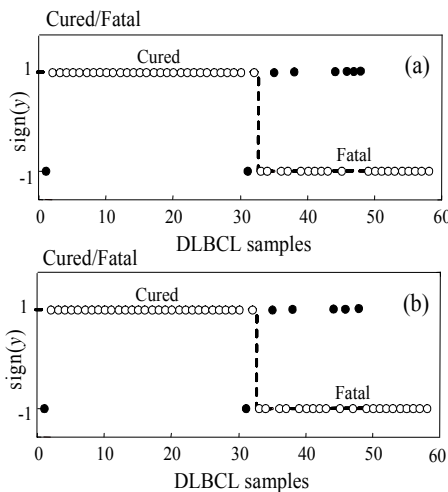 Cured/Fatal
(a)
Cured
1
sign(y)
-1
Fatal
0 10 20 30 40 50 60
DLBCL samples
Cured/Fatal
(b)
Cured
1
sign(y)
-1
Fatal
0 10 20 30 40 50 60
DLBCL samples